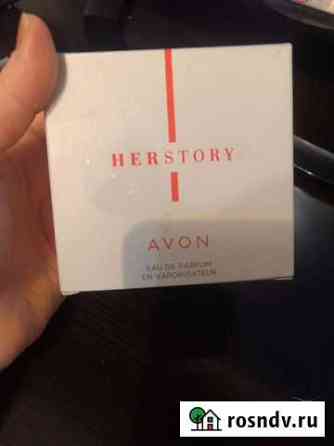 HERSTORY
AVON
EAU DE PARFUM
EN VAPORISATEUR
rosndv.ru